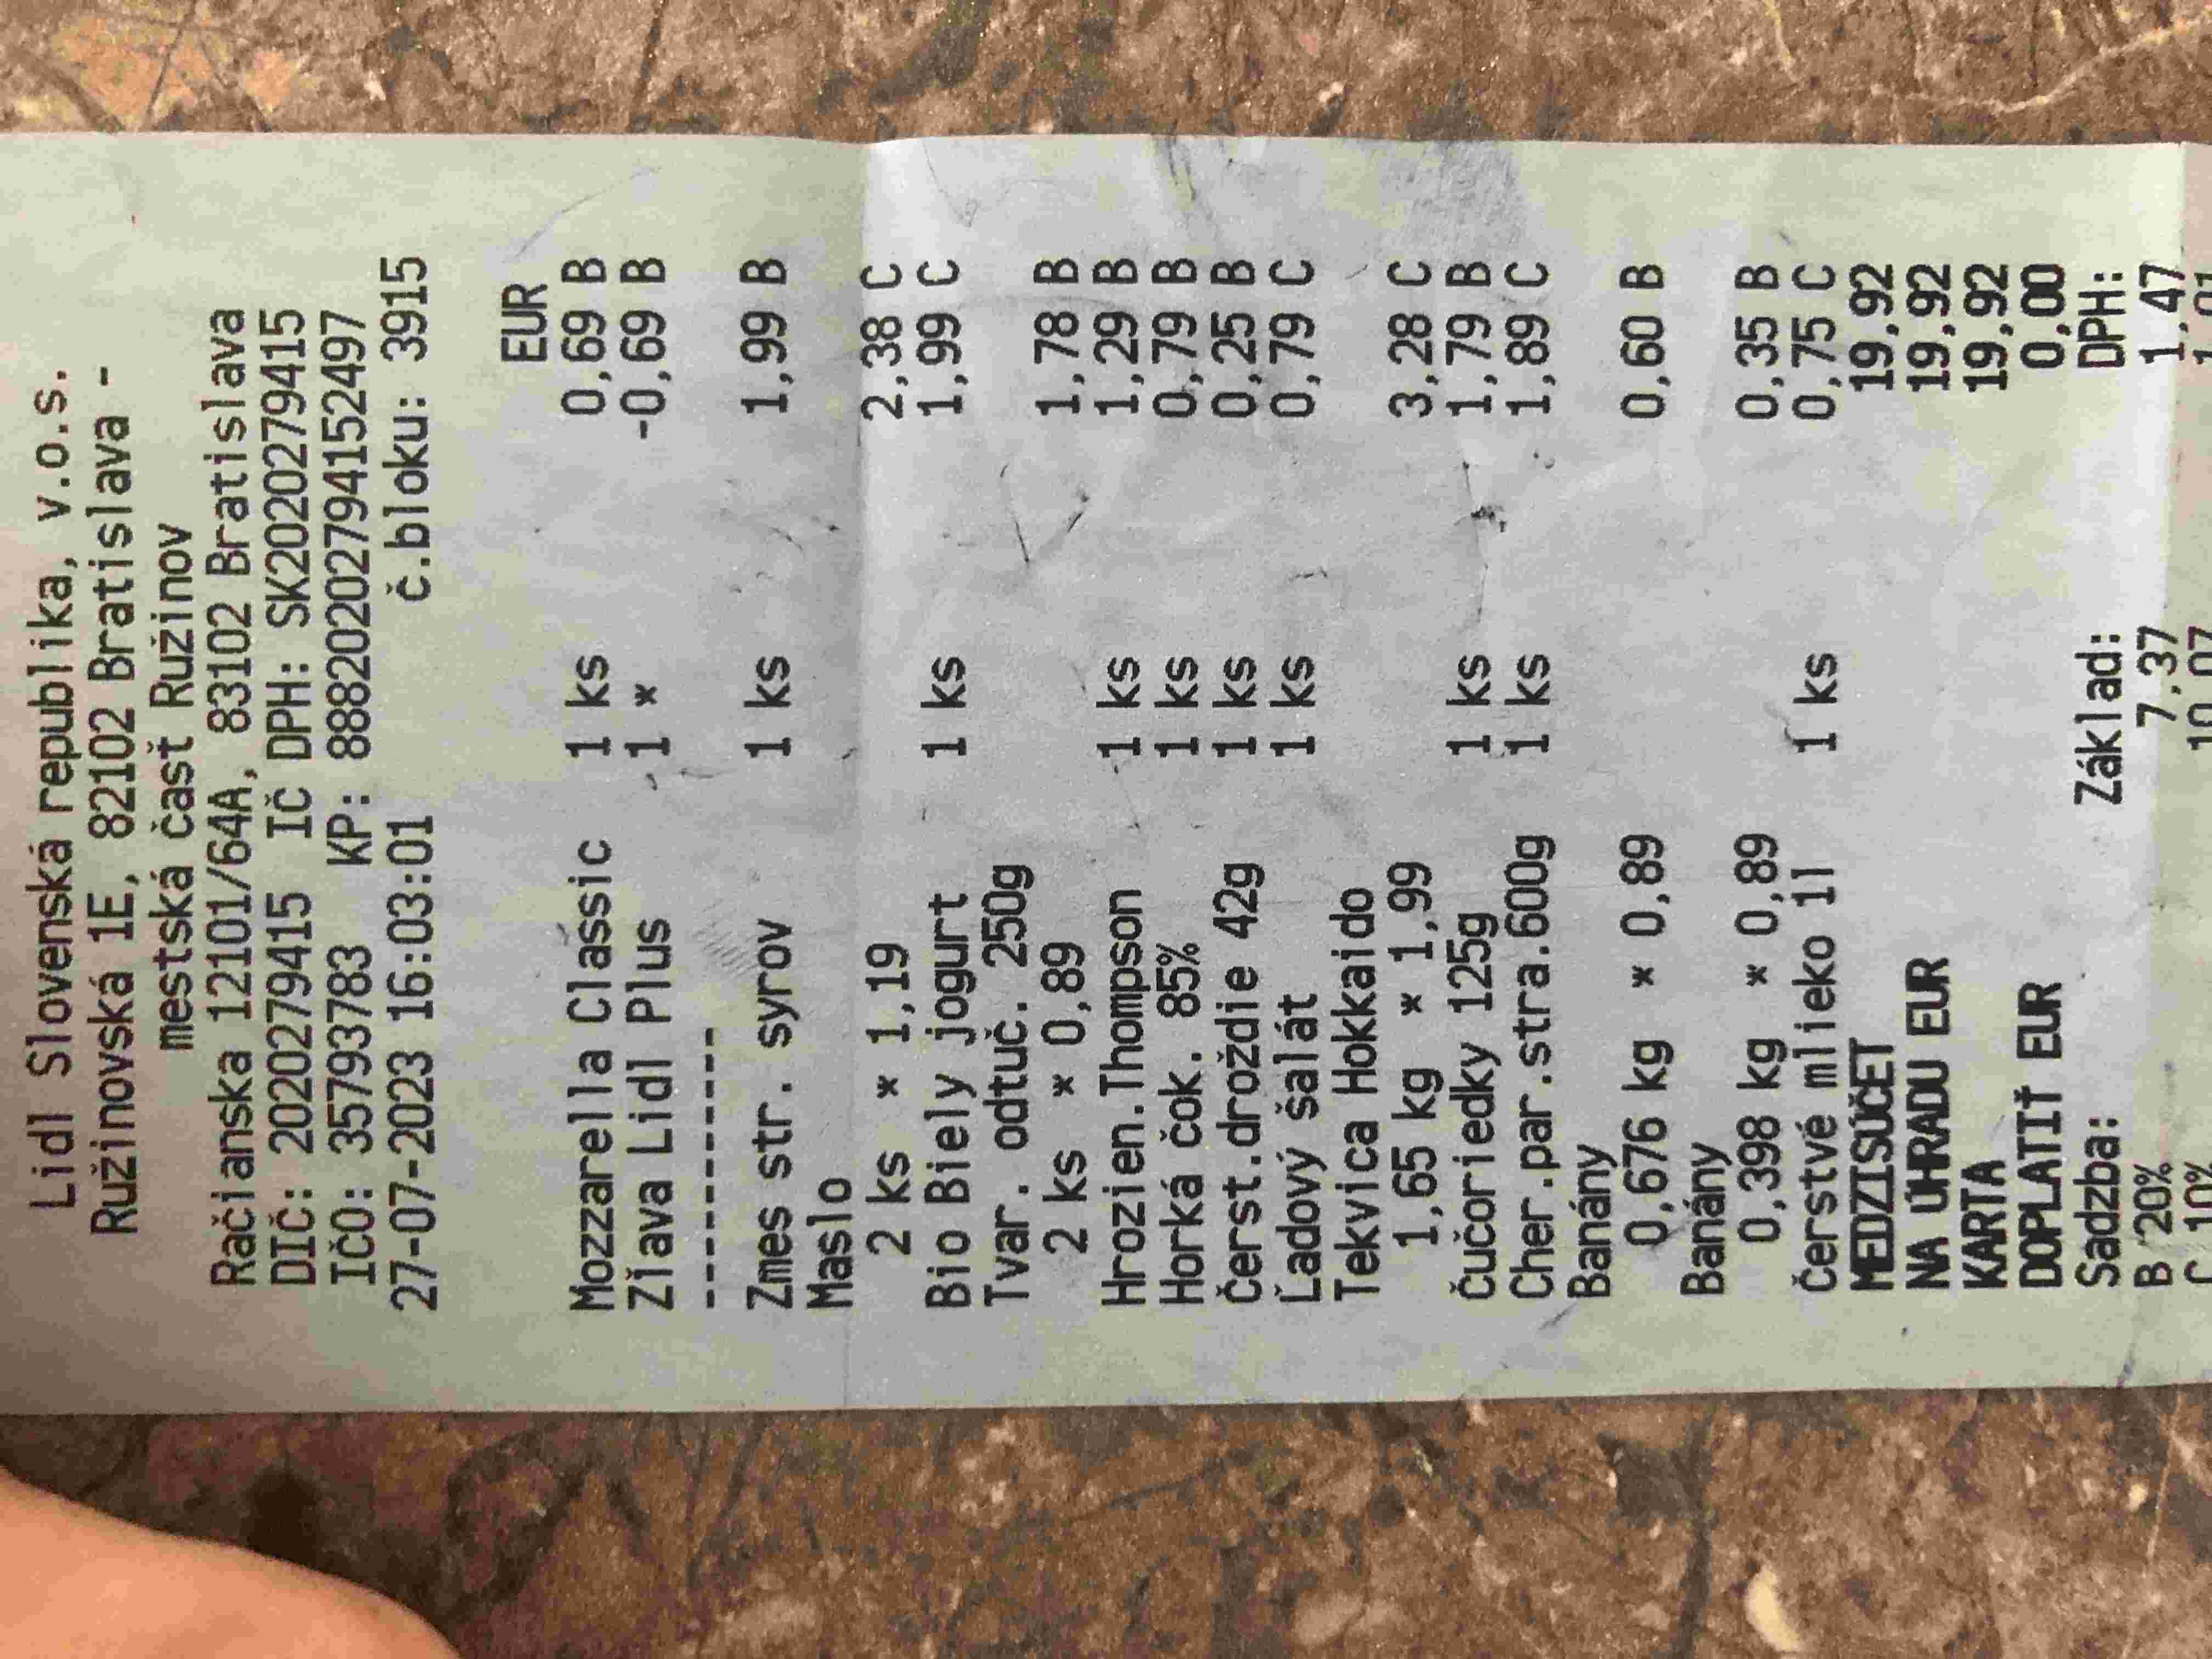 Lidl Slovenská republika, v.o.s.
Ružinovská 1E, 82102 Bratislava -
mestská časť Ružinov
Račianska 12101/64A, 83102 Bratislava
DIČ: 2020279415 IČ DPH: SK2020279415
IČO: 35793783 KP: 88820202794152497
27-07-2023 16:03:01 č.bloku: 3915
EUR
Mozzarella Classic 1 ks 0,69 B
Zľava Lidl Plus 1 * -0,69 B
-----------
Zmes str. syrov 1 ks 1,99 B
Maslo
2 ks * 1,19 2,38 C
Bio Biely jogurt 1 ks 1,99 C
Tvar. odtuč. 250g
2 ks * 0,89 1,78 B
Hrozien.Thompson 1 ks 1,29 B
Horká čok. 85% 1 ks 0,79 B
Čerst.droždie 42g 1 ks 0,25 B
Ľadový šalát 1 ks 0,79 C
Tekvica Hokkaido
1,65 kg * 1,99 3,28 C
Čučoriedky 125g 1 ks 1,79 B
Cher.par.stra.600g 1 ks 1,89 C
Banány
0,676 kg * 0,89 0,60 B
Banány
0,398 kg * 0,89 0,35 B
Čerstvé mlieko 1l 1 ks 0,75 C
MEDZISÚČET 19,92
NA ÚHRADU EUR 19,92
KARTA 19,92
DOPLATIŤ EUR 0,00
Sadzba: Základ: DPH:
B 20% 7,37 1,47
C 10% 10,07 1,01